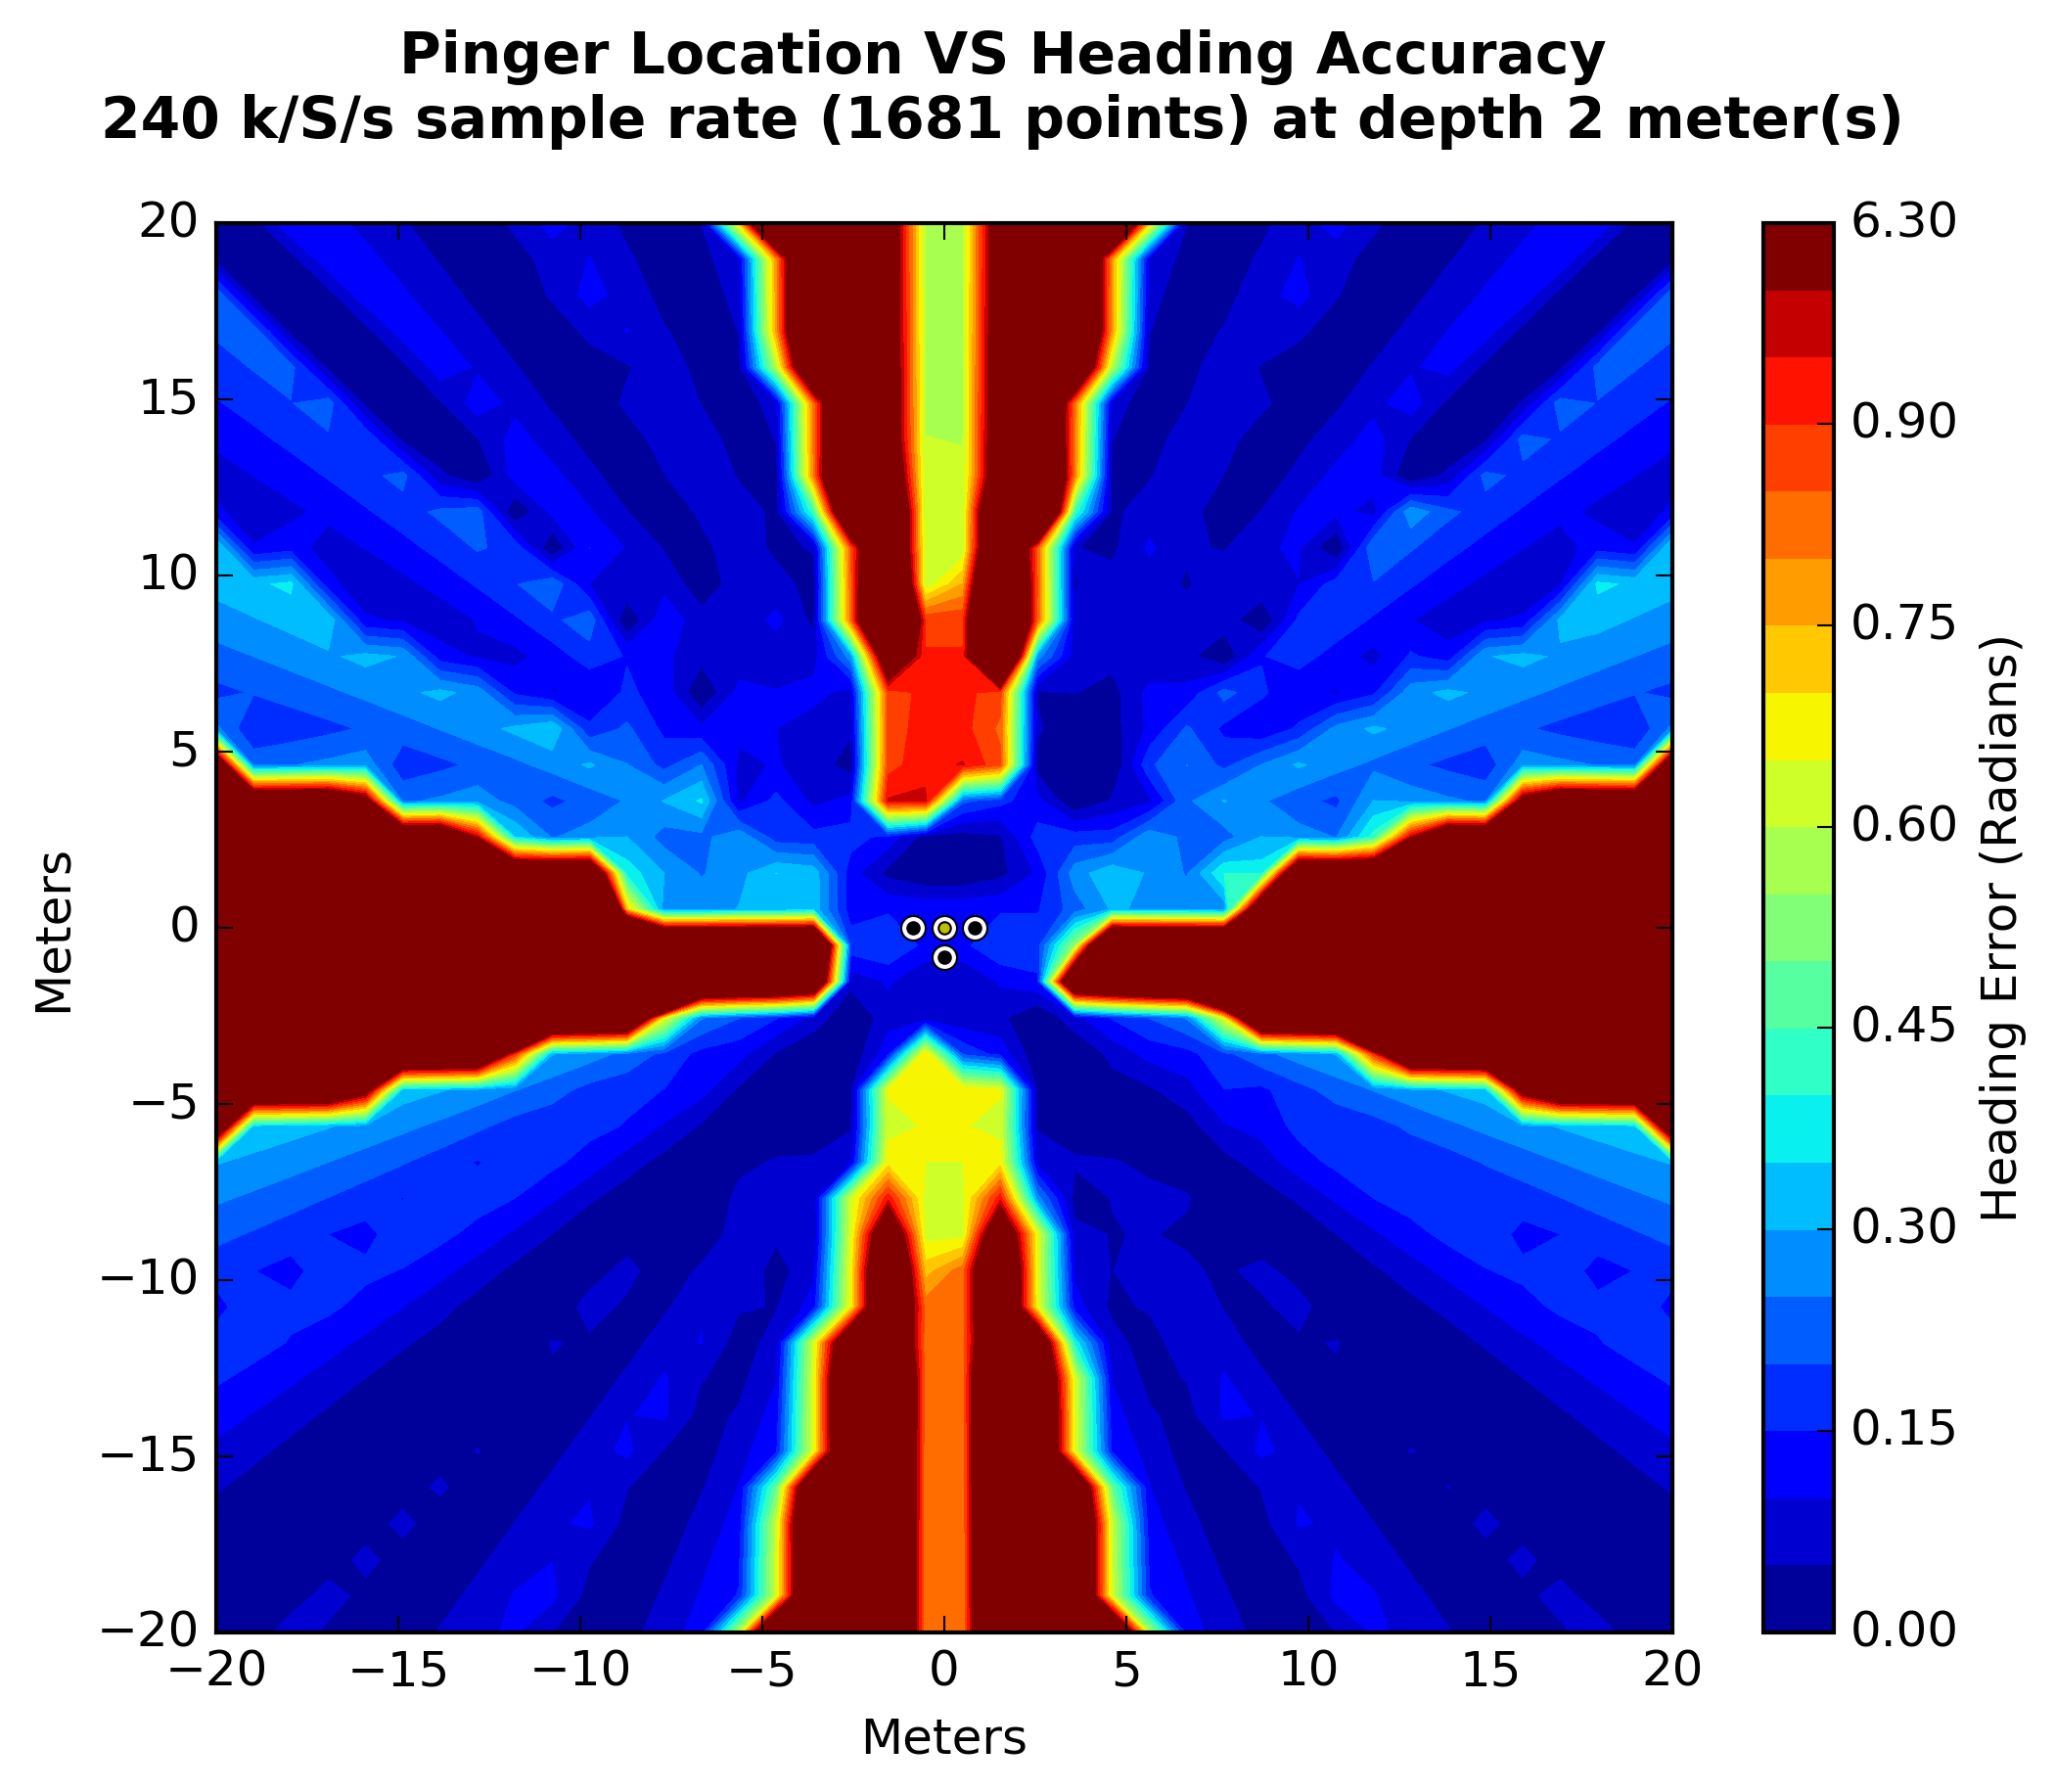 Pinger Location VS Heading Accuracy
240 k/S/s sample rate (1681 points) at depth 2 meter(s)
20
15
10
5
0
−5
−10
−15
−20
Meters
−20 −15 −10 −5 0 5 10 15 20
Meters
6.30
0.90
0.75
0.60
0.45
0.30
0.15
0.00
Heading Error (Radians)